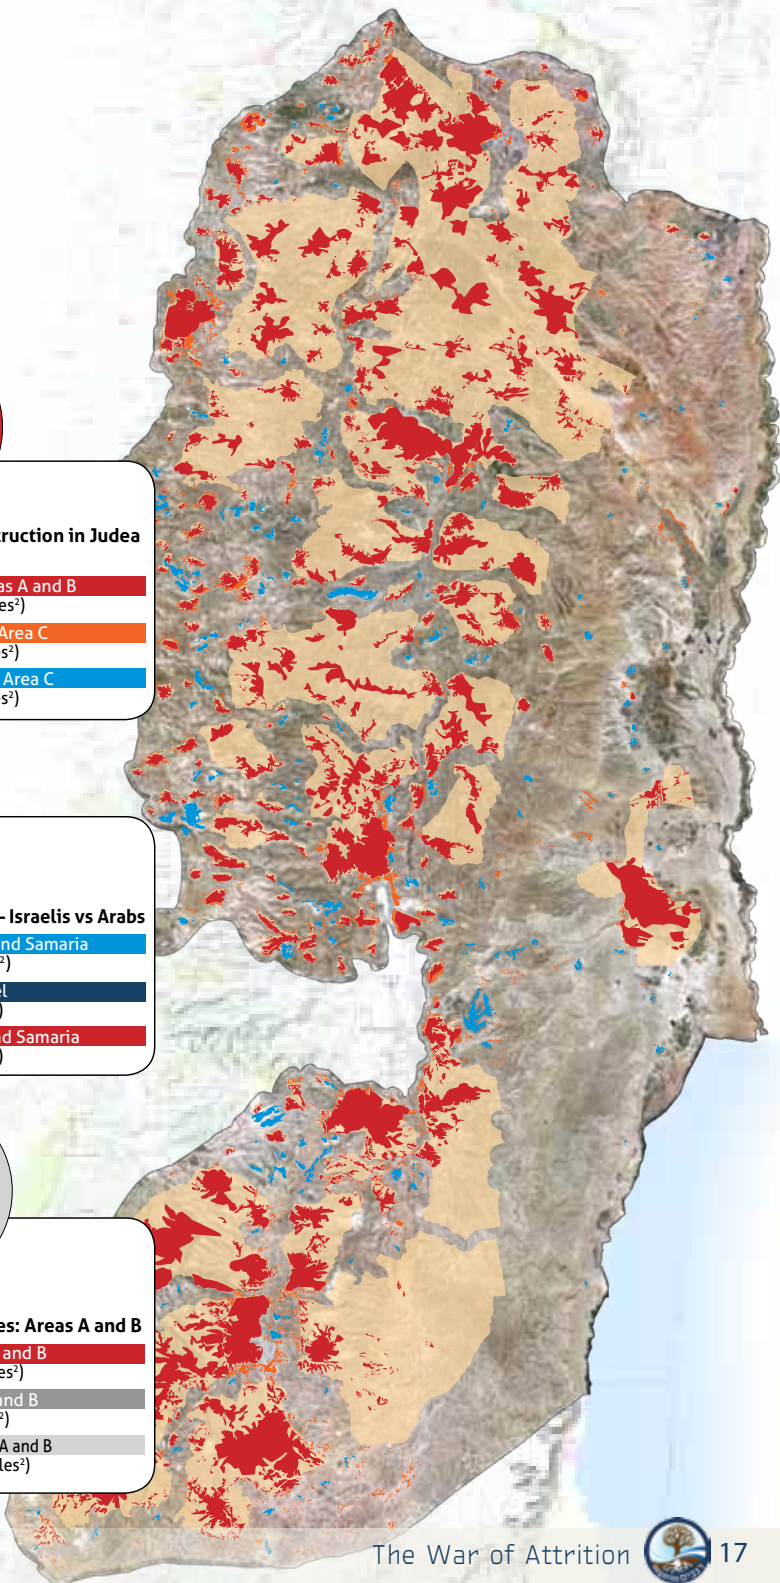 ruction in Judea
as A and B
es²)
Area C
s²)
Area C
s²)
- Israelis vs Arabs
nd Samaria
²)
el
)
d Samaria
)
es: Areas A and B
and B
es²)
and B
²)
A and B
les²)
The War of Attrition
17